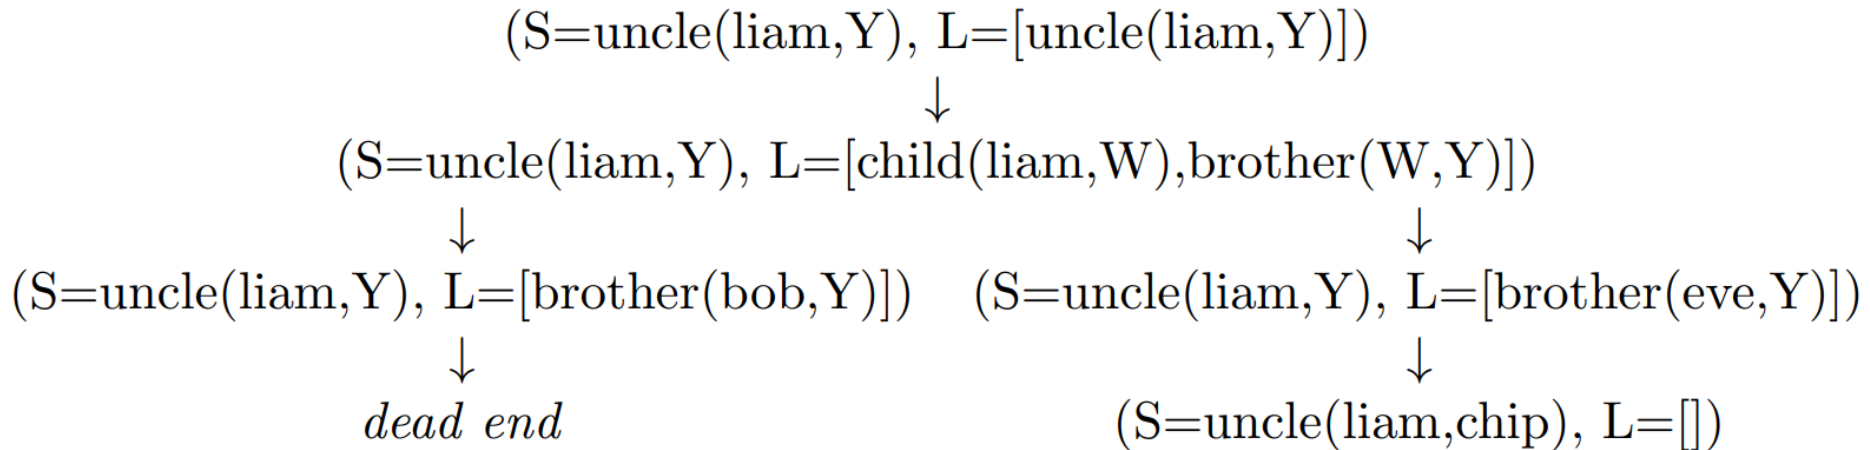 (S=uncle(liam,Y), L=[uncle(liam,Y)])
↓
(S=uncle(liam,Y), L=[child(liam,W),brother(W,Y)])
↓ ↓
(S=uncle(liam,Y), L=[brother(bob,Y)]) (S=uncle(liam,Y), L=[brother(eve,Y)])
↓ ↓
dead end (S=uncle(liam,chip), L=[])